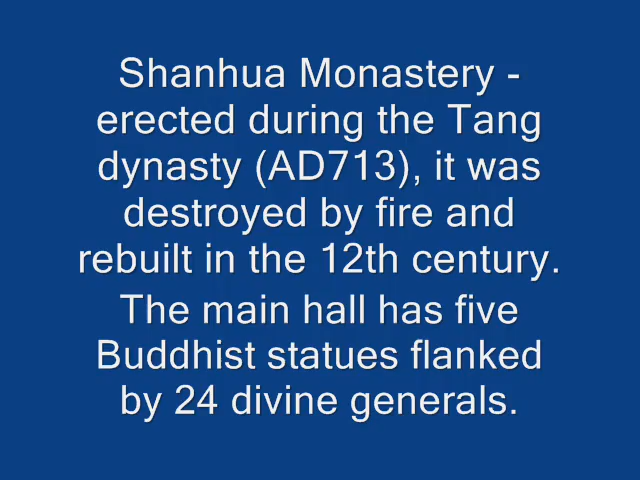 Shanhua Monastery -
erected during the Tang
dynasty (AD713), it was
destroyed by fire and
rebuilt in the 12th century.
The main hall has five
Buddhist statues flanked
by 24 divine generals.